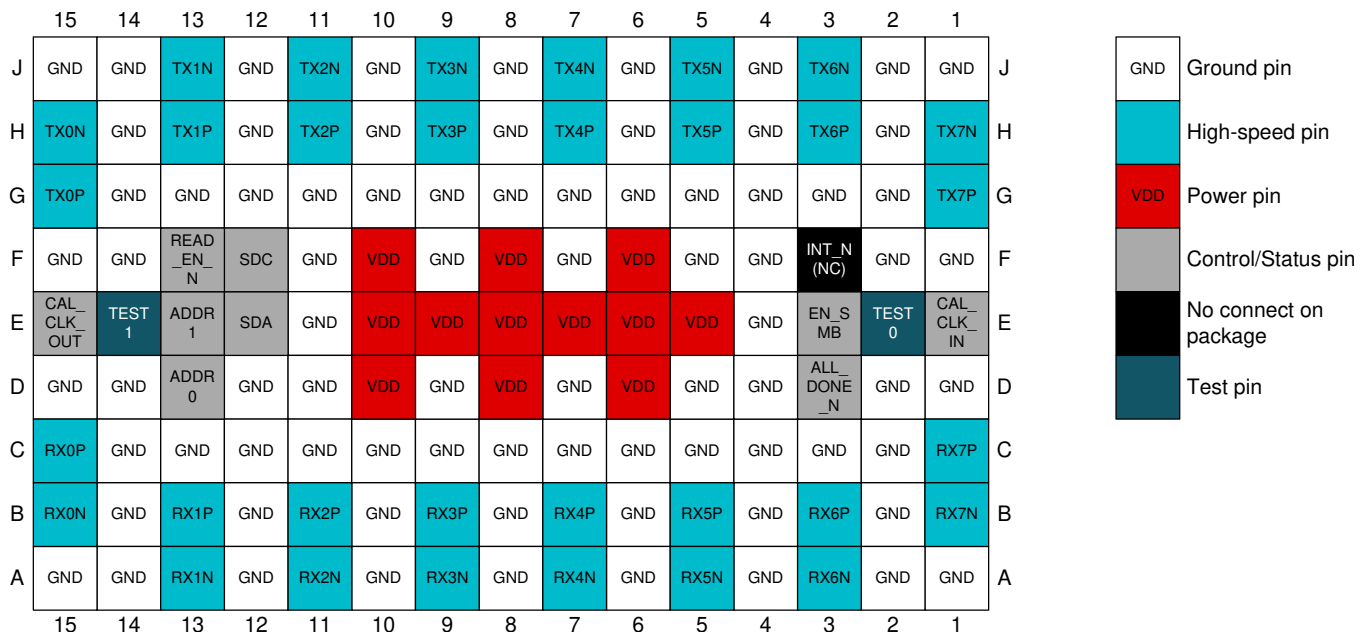 15 14 13 12 11 10 9 8 7 6 5 4 3 2 1
J GND GND TX1N GND TX2N GND TX3N GND TX4N GND TX5N GND TX6N GND GND J
H TX0N GND TX1P GND TX2P GND TX3P GND TX4P GND TX5P GND TX6P GND TX7N H
G TX0P GND GND GND GND GND GND GND GND GND GND GND GND GND TX7P G
F GND GND READ_EN_N SDC GND VDD GND VDD GND VDD GND GND INT_N (NC) GND GND F
E CAL_CLK_OUT TEST1 ADDR1 SDA GND VDD VDD VDD VDD VDD VDD GND EN_SMB TEST0 CAL_CLK_IN E
D GND GND ADDR0 GND GND VDD GND VDD GND VDD GND GND ALL_DONE_N GND GND D
C RX0P GND GND GND GND GND GND GND GND GND GND GND GND GND RX7P C
B RX0N GND RX1P GND RX2P GND RX3P GND RX4P GND RX5P GND RX6P GND RX7N B
A GND GND RX1N GND RX2N GND RX3N GND RX4N GND RX5N GND RX6N GND GND A
15 14 13 12 11 10 9 8 7 6 5 4 3 2 1
GND Ground pin
High-speed pin
VDD Power pin
Control/Status pin
No connect on
package
Test pin